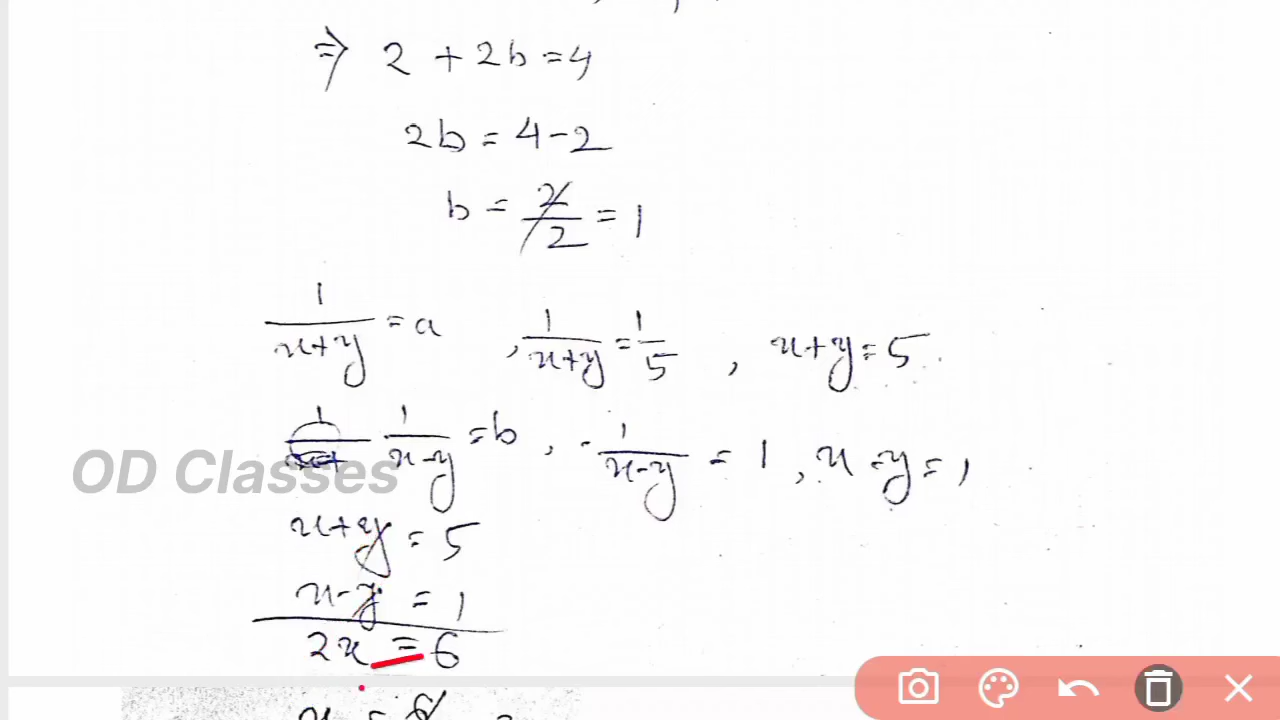 ⇒ 2 + 2b = 4
2b = 4 - 2
b = 2/2 = 1
1/(x+y) = a , 1/(x+y) = 1/5 , x+y = 5
1/(x-y) = b , 1/(x-y) = 1 , x-y = 1
OD Classes
x+y = 5
x-y = 1
2x = 6